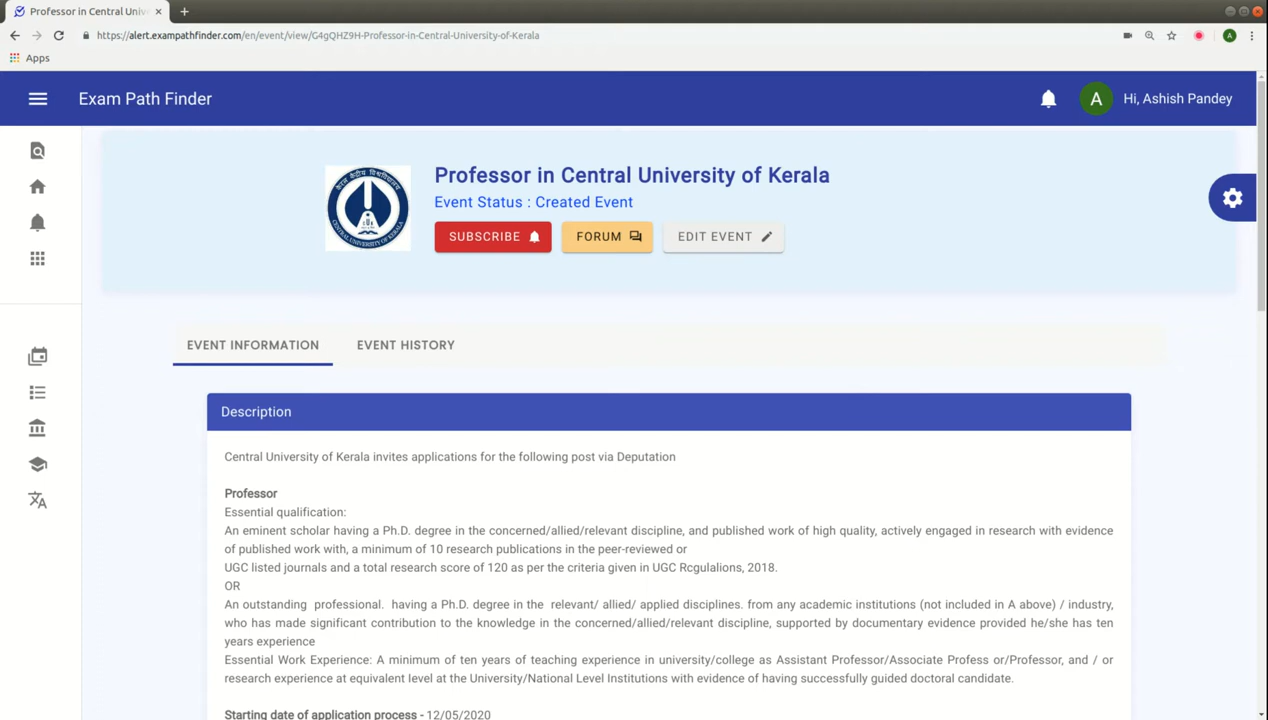 Professor in Central Unive
https://alert.exampathfinder.com/en/event/view/G4gQHZ9H-Professor-in-Central-University-of-Kerala
A
Apps
Exam Path Finder
A
Hi, Ashish Pandey
Professor in Central University of Kerala
Event Status : Created Event
SUBSCRIBE
FORUM
EDIT EVENT
EVENT INFORMATION
EVENT HISTORY
Description
Central University of Kerala invites applications for the following post via Deputation
Professor
Essential qualification:
An eminent scholar having a Ph.D. degree in the concerned/allied/relevant discipline, and published work of high quality, actively engaged in research with evidence
of published work with, a minimum of 10 research publications in the peer-reviewed or
UGC listed journals and a total research score of 120 as per the criteria given in UGC Rcgulalions, 2018.
OR
An outstanding professional. having a Ph.D. degree in the relevant/ allied/ applied disciplines. from any academic institutions (not included in A above) / industry,
who has made significant contribution to the knowledge in the concerned/allied/relevant discipline, supported by documentary evidence provided he/she has ten
years experience
Essential Work Experience: A minimum of ten years of teaching experience in university/college as Assistant Professor/Associate Profess or/Professor, and / or
research experience at equivalent level at the University/National Level Institutions with evidence of having successfully guided doctoral candidate.
Starting date of application process - 12/05/2020